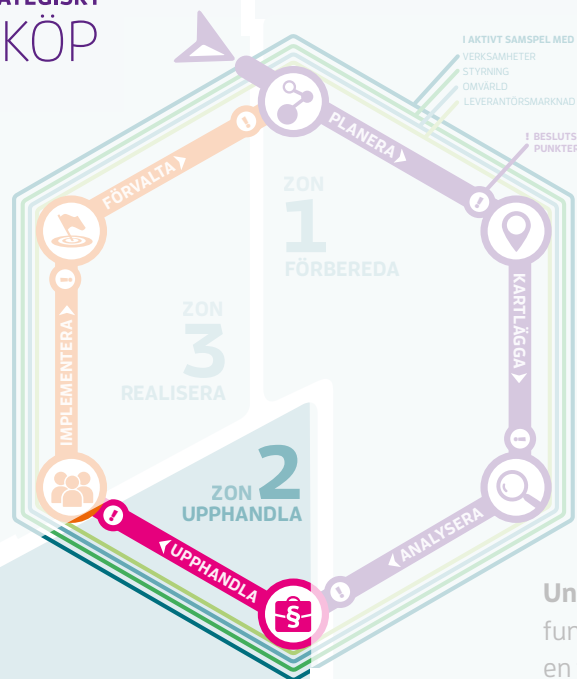 KÖP
I AKTIVT SAMSPEL MED
VERKSAMHETER
STYRNING
OMVÄRLD
LEVERANTÖRSMARKNAD
! BESLUTS
PUNKTER
PLANERA
KARTLÄGGA
ANALYSERA
UPPHANDLA
IMPLEMENTERA
FÖRVALTA
ZON
1
FÖRBEREDA
ZON
3
REALISERA
ZON 2
UPPHANDLA
§
Un
fun
en